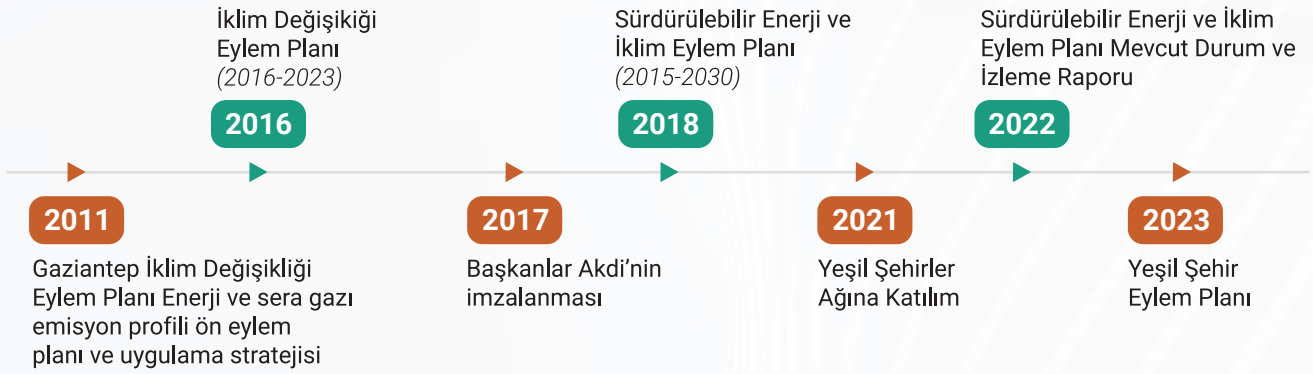 İklim Değişikiği
Eylem Planı
(2016-2023)
2016
Sürdürülebilir Enerji ve
İklim Eylem Planı
(2015-2030)
2018
Sürdürülebilir Enerji ve İklim
Eylem Planı Mevcut Durum ve
İzleme Raporu
2022
2011
Gaziantep İklim Değişikliği
Eylem Planı Enerji ve sera gazı
emisyon profili ön eylem
planı ve uygulama stratejisi
2017
Başkanlar Akdi’nin
imzalanması
2021
Yeşil Şehirler
Ağına Katılım
2023
Yeşil Şehir
Eylem Planı